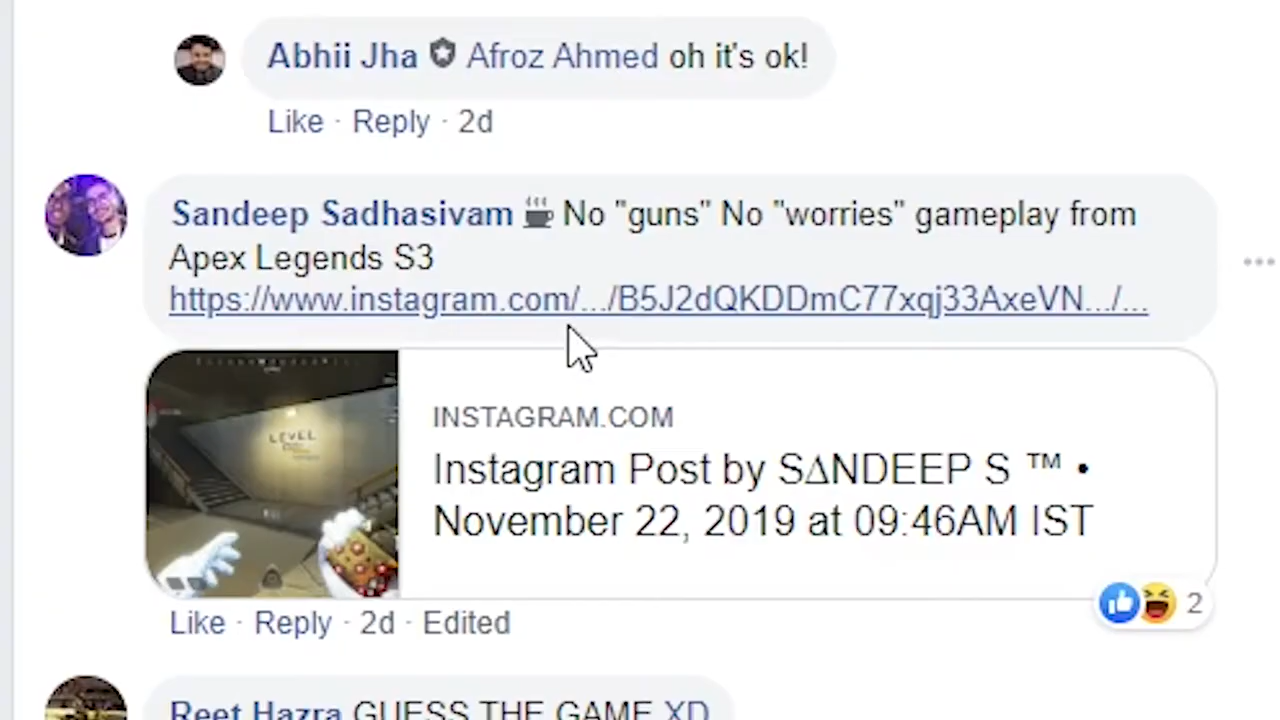 Abhii Jha Afroz Ahmed oh it's ok!
Like · Reply · 2d
Sandeep Sadhasivam No "guns" No "worries" gameplay from
Apex Legends S3
https://www.instagram.com/.../B5J2dQKDDmC77xqj33AxeVN.../...
LEVEL
INSTAGRAM.COM
Instagram Post by S∆NDEEP S ™ •
November 22, 2019 at 09:46AM IST
2
Like · Reply · 2d · Edited
Reet Hazra GUESS THE GAME XD